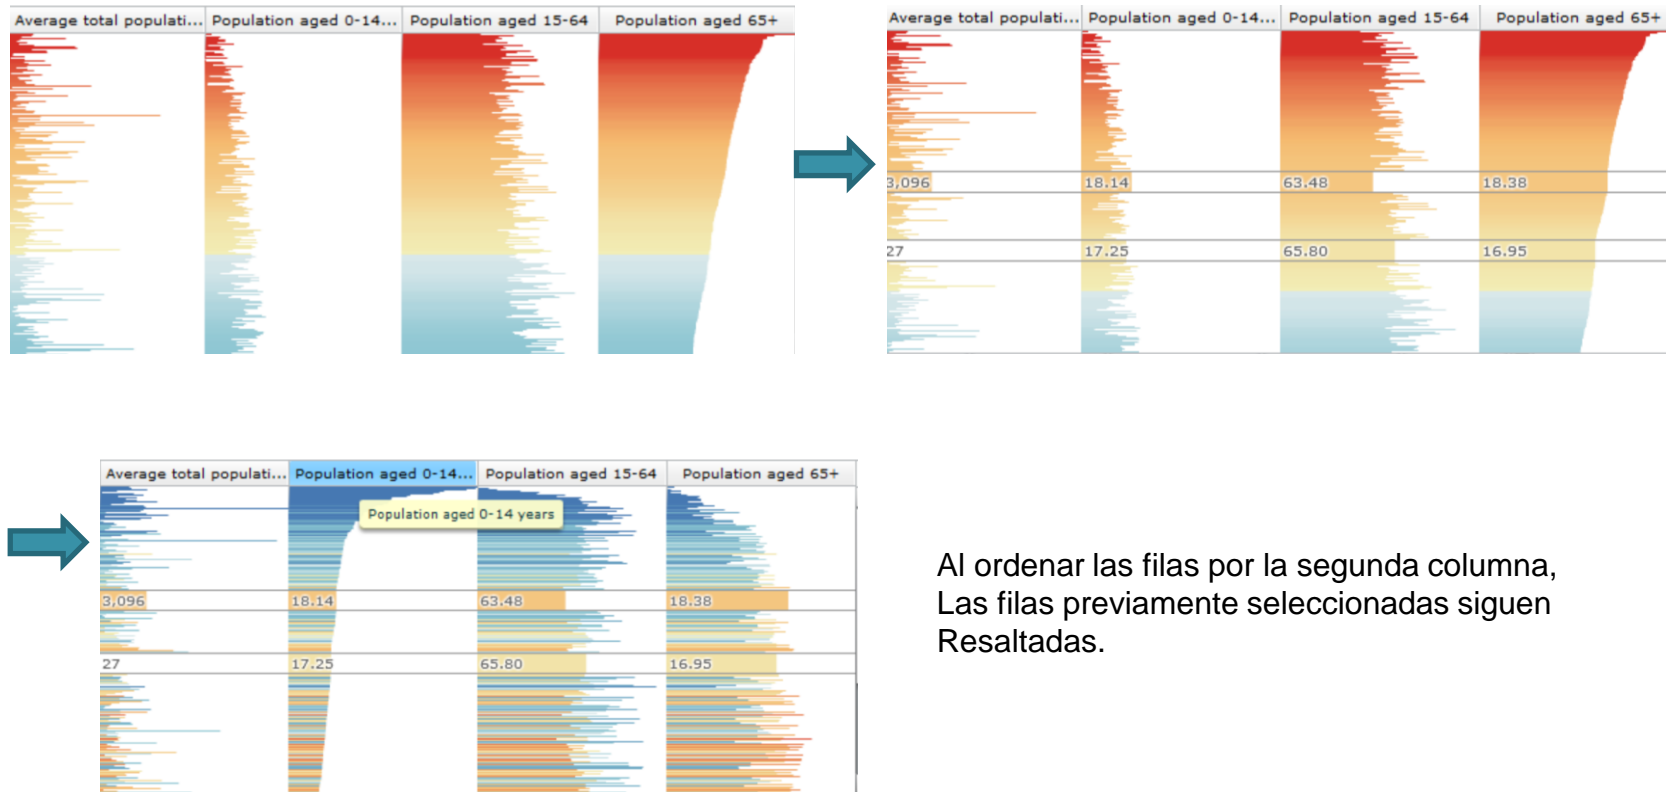 Average total populati... Population aged 0-14... Population aged 15-64 Population aged 65+
Average total populati... Population aged 0-14... Population aged 15-64 Population aged 65+
3,096 18.14 63.48 18.38
27 17.25 65.80 16.95
Average total populati... Population aged 0-14... Population aged 15-64 Population aged 65+
Population aged 0-14 years
3,096 18.14 63.48 18.38
27 17.25 65.80 16.95
Al ordenar las filas por la segunda columna,
Las filas previamente seleccionadas siguen
Resaltadas.